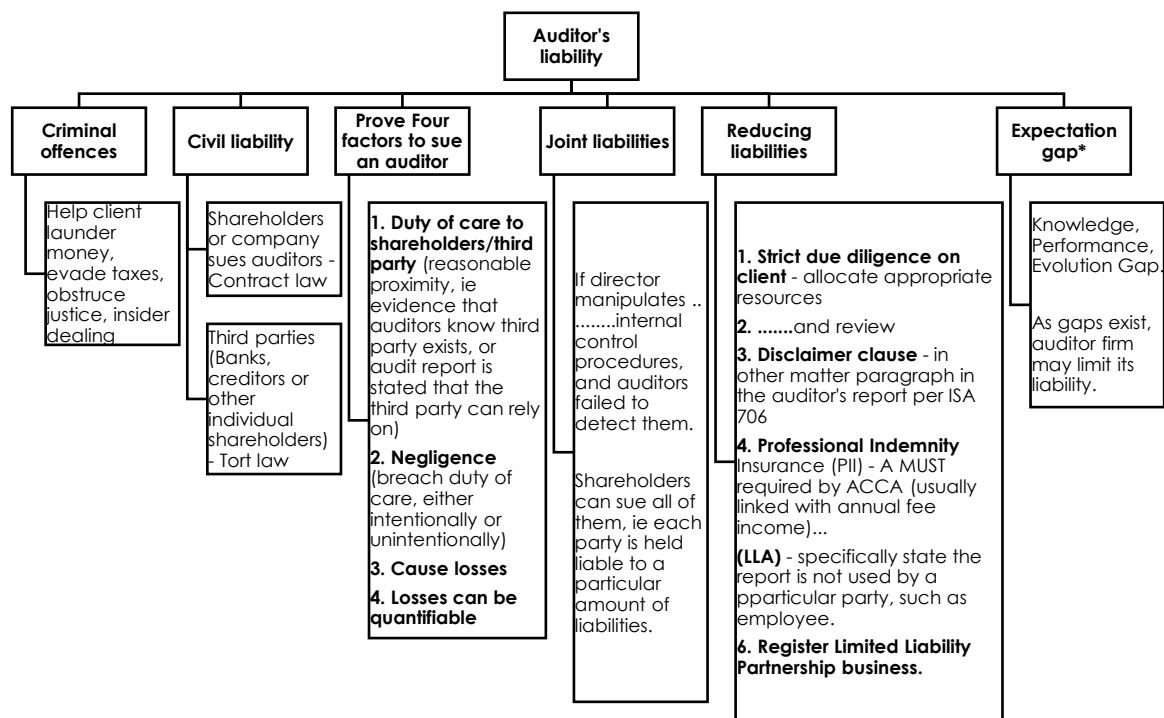 Auditor's
liability
Criminal
offences
Help client
launder
money,
evade taxes,
obstruce
justice, insider
dealing
Civil liability
Shareholders
or company
sues auditors -
Contract law
Third parties
(Banks,
creditors or
other
individual
shareholders)
- Tort law
Prove Four
factors to sue
an auditor
1. Duty of care to
shareholders/third
party (reasonable
proximity, ie
evidence that
auditors know third
party exists, or
audit report is
stated that the
third party can rely
on)
2. Negligence
(breach duty of
care, either
intentionally or
unintentionally)
3. Cause losses
4. Losses can be
quantifiable
Joint liabilities
If director
manipulates ..
........internal
control
procedures,
and auditors
failed to
detect them.
Shareholders
can sue all of
them, ie each
party is held
liable to a
particular
amount of
liabilities.
Reducing
liabilities
1. Strict due diligence on
client - allocate appropriate
resources
2. .......and review
3. Disclaimer clause - in
other matter paragraph in
the auditor's report per ISA
706
4. Professional Indemnity
Insurance (PII) - A MUST
required by ACCA (usually
linked with annual fee
income)...
(LLA) - specifically state the
report is not used by a
pparticular party, such as
employee.
6. Register Limited Liability
Partnership business.
Expectation
gap*
Knowledge,
Performance,
Evolution Gap.
As gaps exist,
auditor firm
may limit its
liability.